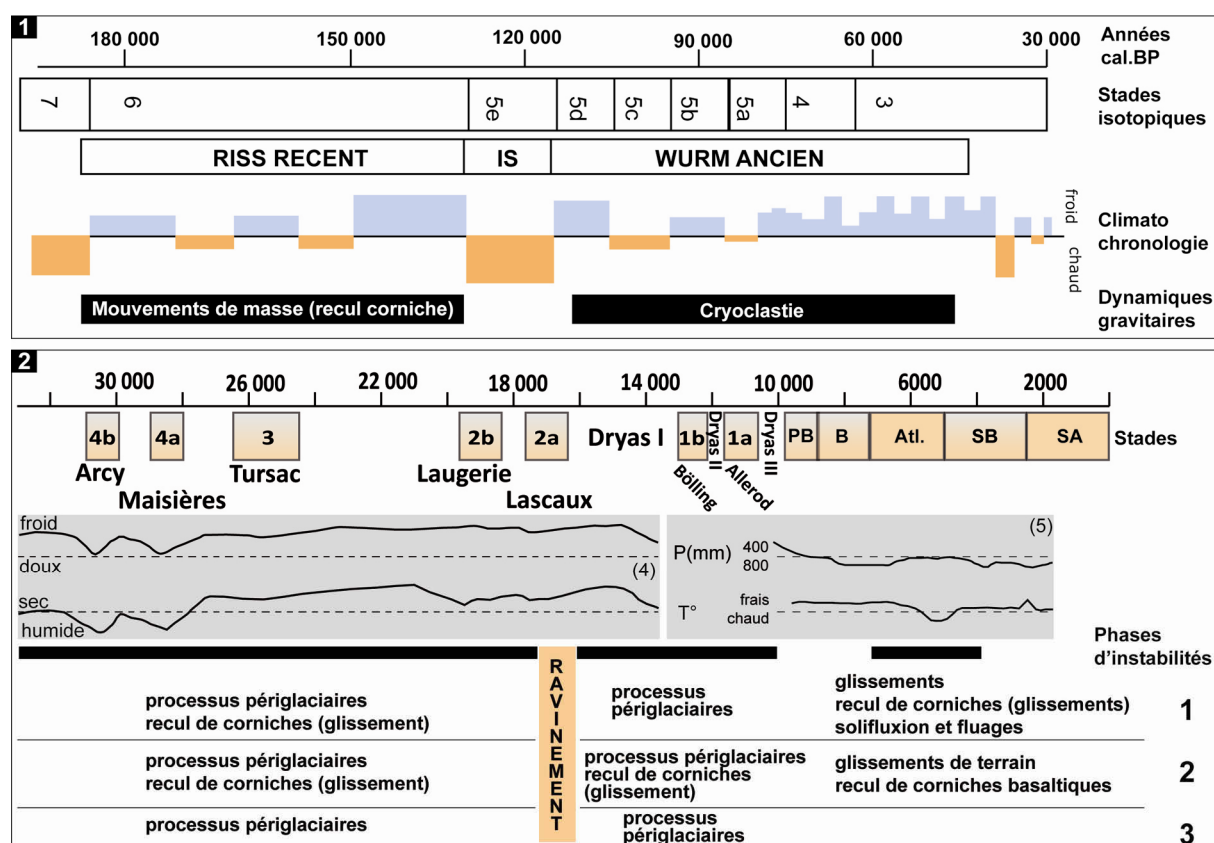 1
180 000 150 000 120 000 90 000 60 000 30 000
Années
cal.BP
7 6 5e 5d 5c 5b 5a 4 3
Stades
isotopiques
RISS RECENT IS WURM ANCIEN
froid
chaud
Climato
chronologie
Mouvements de masse (recul corniche)
Cryoclastie
Dynamiques
gravitaires
2
30 000 26 000 22 000 18 000 14 000 10 000 6000 2000
4b 4a 3 2b 2a Dryas I 1b Dryas II 1a Dryas III PB B Atl. SB SA Stades
Arcy Tursac Laugerie
Maisières Lascaux
Bölling
Allerod
froid
doux
(4)
sec
humide
(5)
P(mm) 400
800
T° frais
chaud
Phases
d'instabilités
RAVINEMENT
processus périglaciaires
recul de corniches (glissement)
processus
périglaciaires
glissements
recul de corniches (glissements)
solifluxion et fluages
1
processus périglaciaires
recul de corniches (glissement)
processus périglaciaires
recul de corniches
(glissement)
glissements de terrain
recul de corniches basaltiques
2
processus périglaciaires
processus
périglaciaires
3